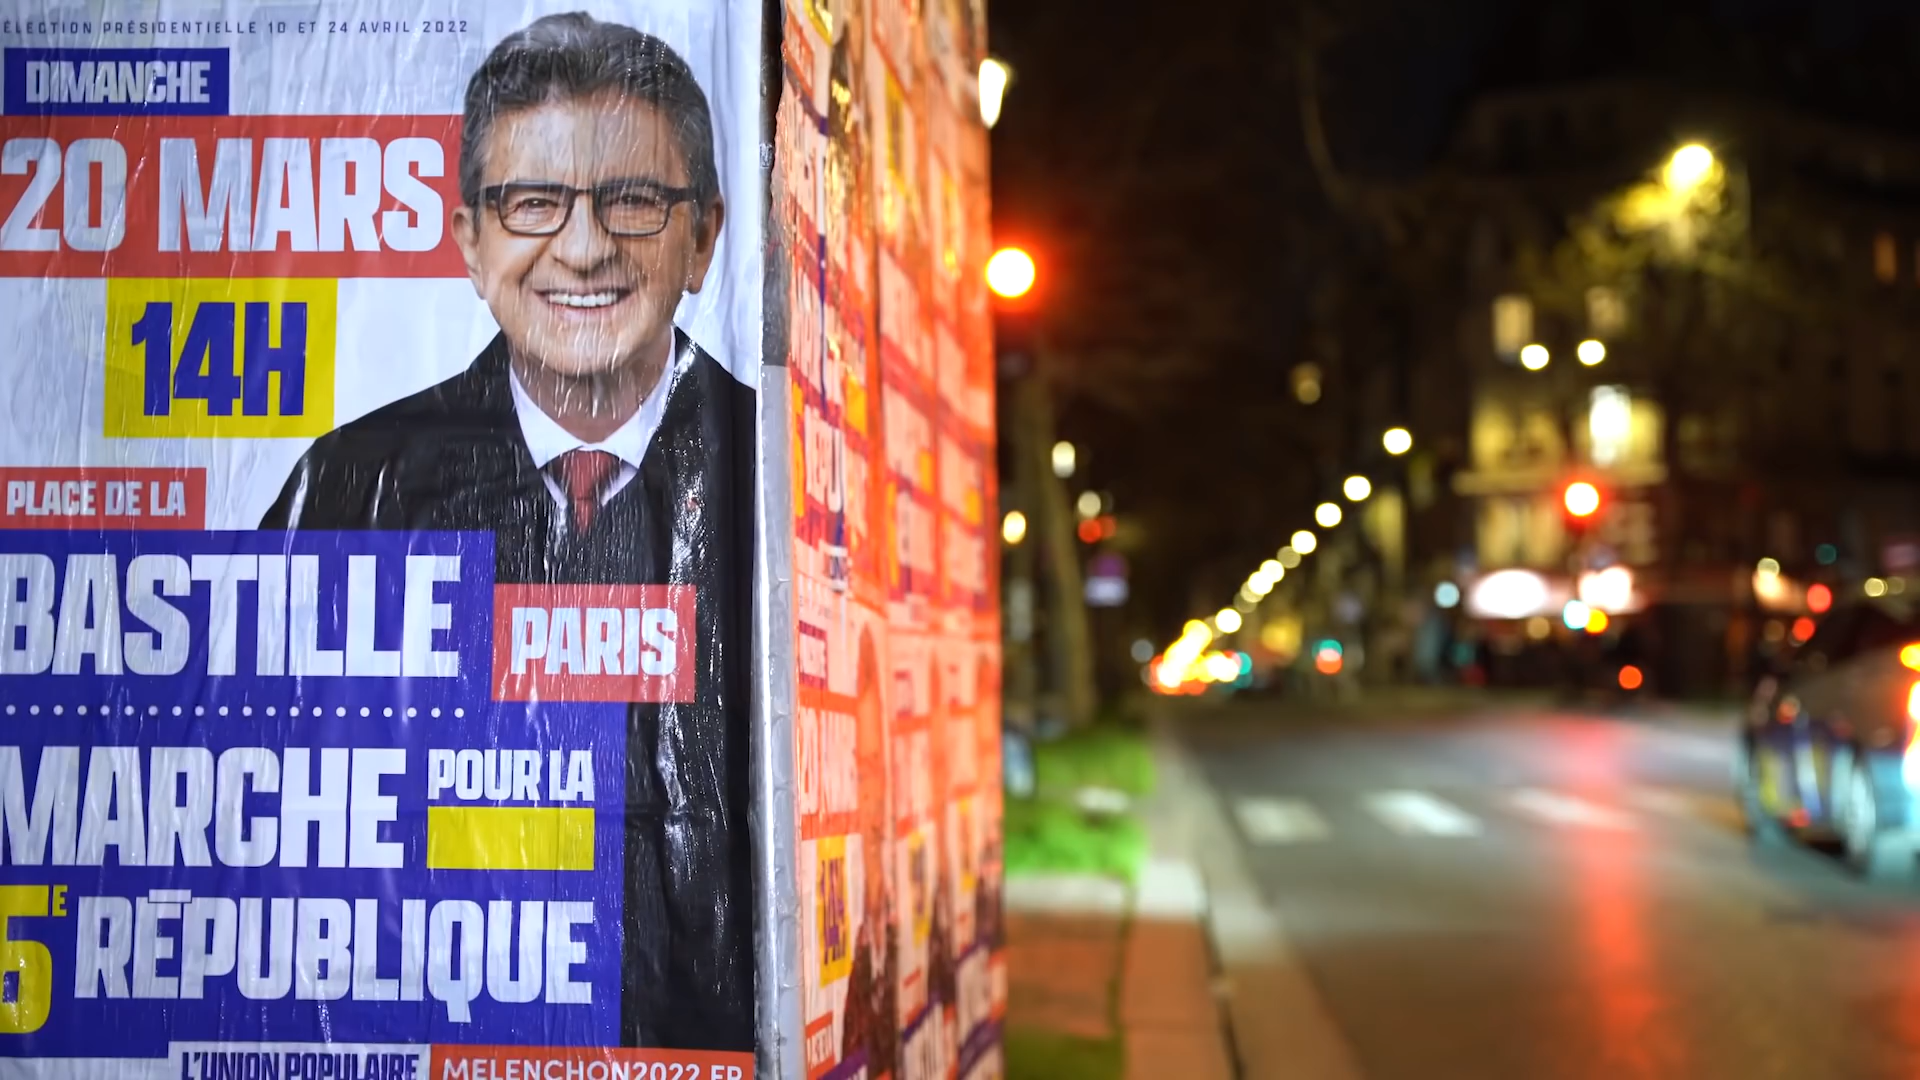 ÉLECTION PRÉSIDENTIELLE 10 ET 24 AVRIL 2022
DIMANCHE
20 MARS
14H
PLACE DE LA
BASTILLE
PARIS
MARCHE POUR LA
6E RÉPUBLIQUE
L'UNION POPULAIRE
MELENCHON2022.FR